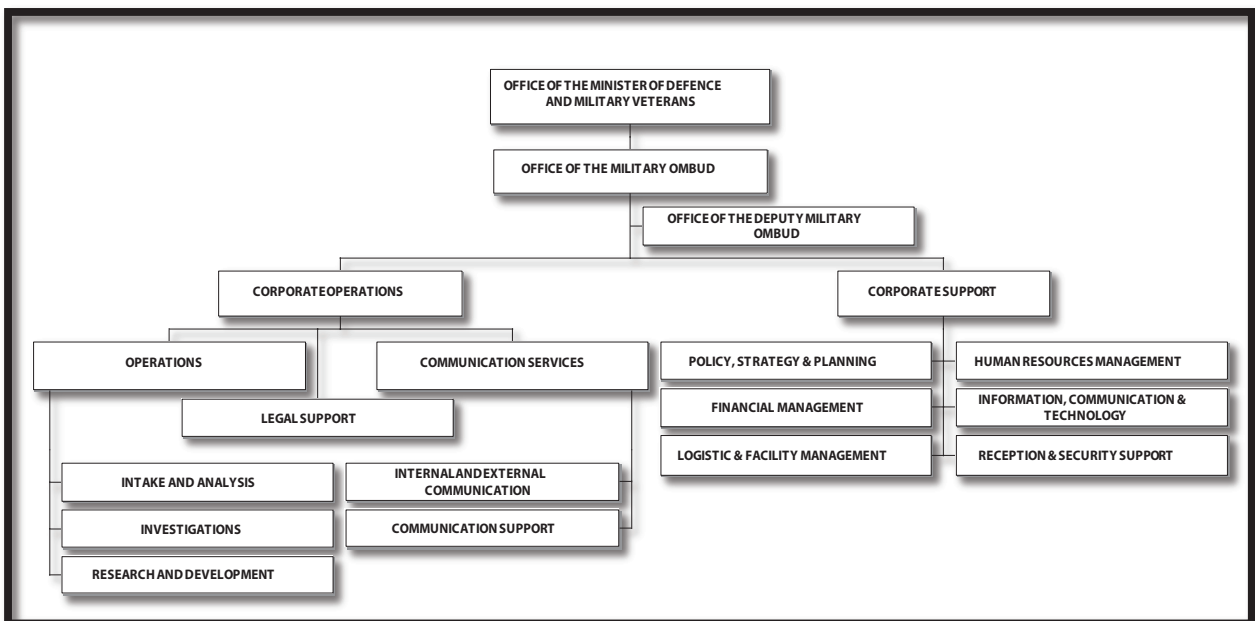 OFFICE OF THE MINISTER OF DEFENCE
AND MILITARY VETERANS
OFFICE OF THE MILITARY OMBUD
OFFICE OF THE DEPUTY MILITARY
OMBUD
CORPORATE OPERATIONS
CORPORATE SUPPORT
OPERATIONS
COMMUNICATION SERVICES
LEGAL SUPPORT
INTAKE AND ANALYSIS
INVESTIGATIONS
RESEARCH AND DEVELOPMENT
INTERNAL AND EXTERNAL
COMMUNICATION
COMMUNICATION SUPPORT
POLICY, STRATEGY & PLANNING
HUMAN RESOURCES MANAGEMENT
FINANCIAL MANAGEMENT
INFORMATION, COMMUNICATION &
TECHNOLOGY
LOGISTIC & FACILITY MANAGEMENT
RECEPTION & SECURITY SUPPORT